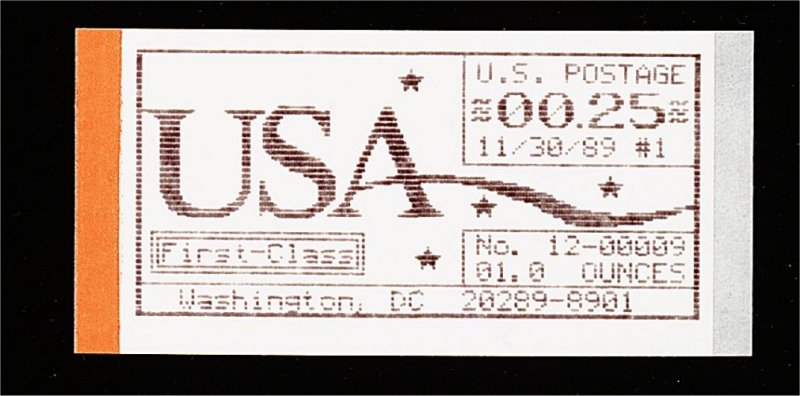 U.S. POSTAGE
≈00.25≈
11/30/89 #1
USA
First-Class
No. 12-00009
01.0 OUNCES
Washington, DC 20289-8901